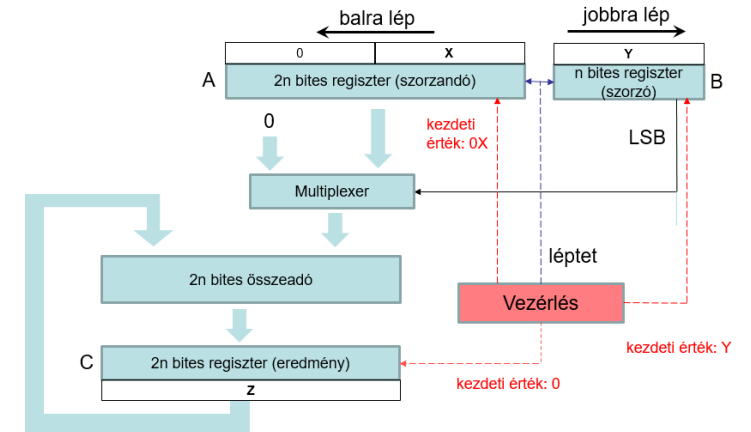 balra lép
jobbra lép
0
X
Y
A
2n bites regiszter (szorzandó)
n bites regiszter
(szorzó)
B
0
kezdeti
érték: 0X
LSB
Multiplexer
léptet
2n bites összeadó
Vezérlés
kezdeti érték: Y
C
2n bites regiszter (eredmény)
kezdeti érték: 0
Z